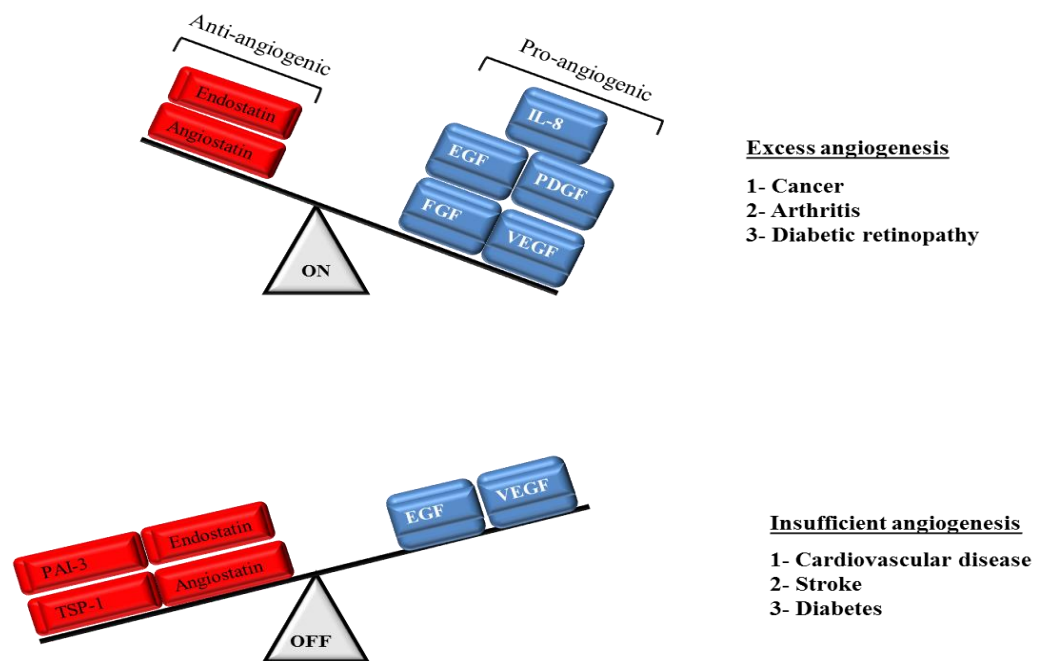 Anti-angiogenic
Pro-angiogenic
Endostatin
Angiostatin
IL-8
EGF
PDGF
FGF
VEGF
ON
Excess angiogenesis
1- Cancer
2- Arthritis
3- Diabetic retinopathy
PAI-3
Endostatin
TSP-1
Angiostatin
EGF
VEGF
OFF
Insufficient angiogenesis
1- Cardiovascular disease
2- Stroke
3- Diabetes